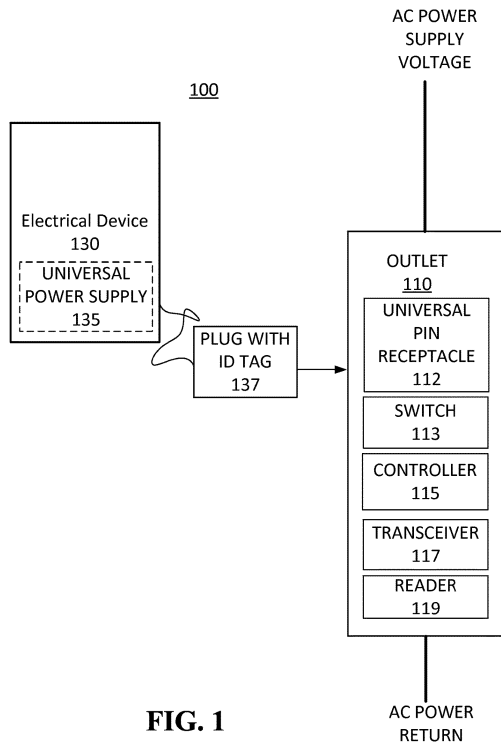 AC POWER
SUPPLY
VOLTAGE
100
Electrical Device
130
UNIVERSAL
POWER SUPPLY
135
PLUG WITH
ID TAG
137
OUTLET
110
UNIVERSAL
PIN
RECEPTACLE
112
SWITCH
113
CONTROLLER
115
TRANSCEIVER
117
READER
119
AC POWER
RETURN
FIG. 1